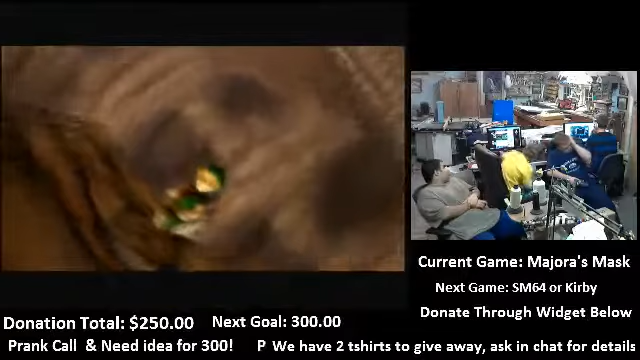 Current Game: Majora's Mask
Next Game: SM64 or Kirby
Donate Through Widget Below
Donation Total: $250.00 Next Goal: 300.00
Prank Call & Need idea for 300! P We have 2 tshirts to give away, ask in chat for details